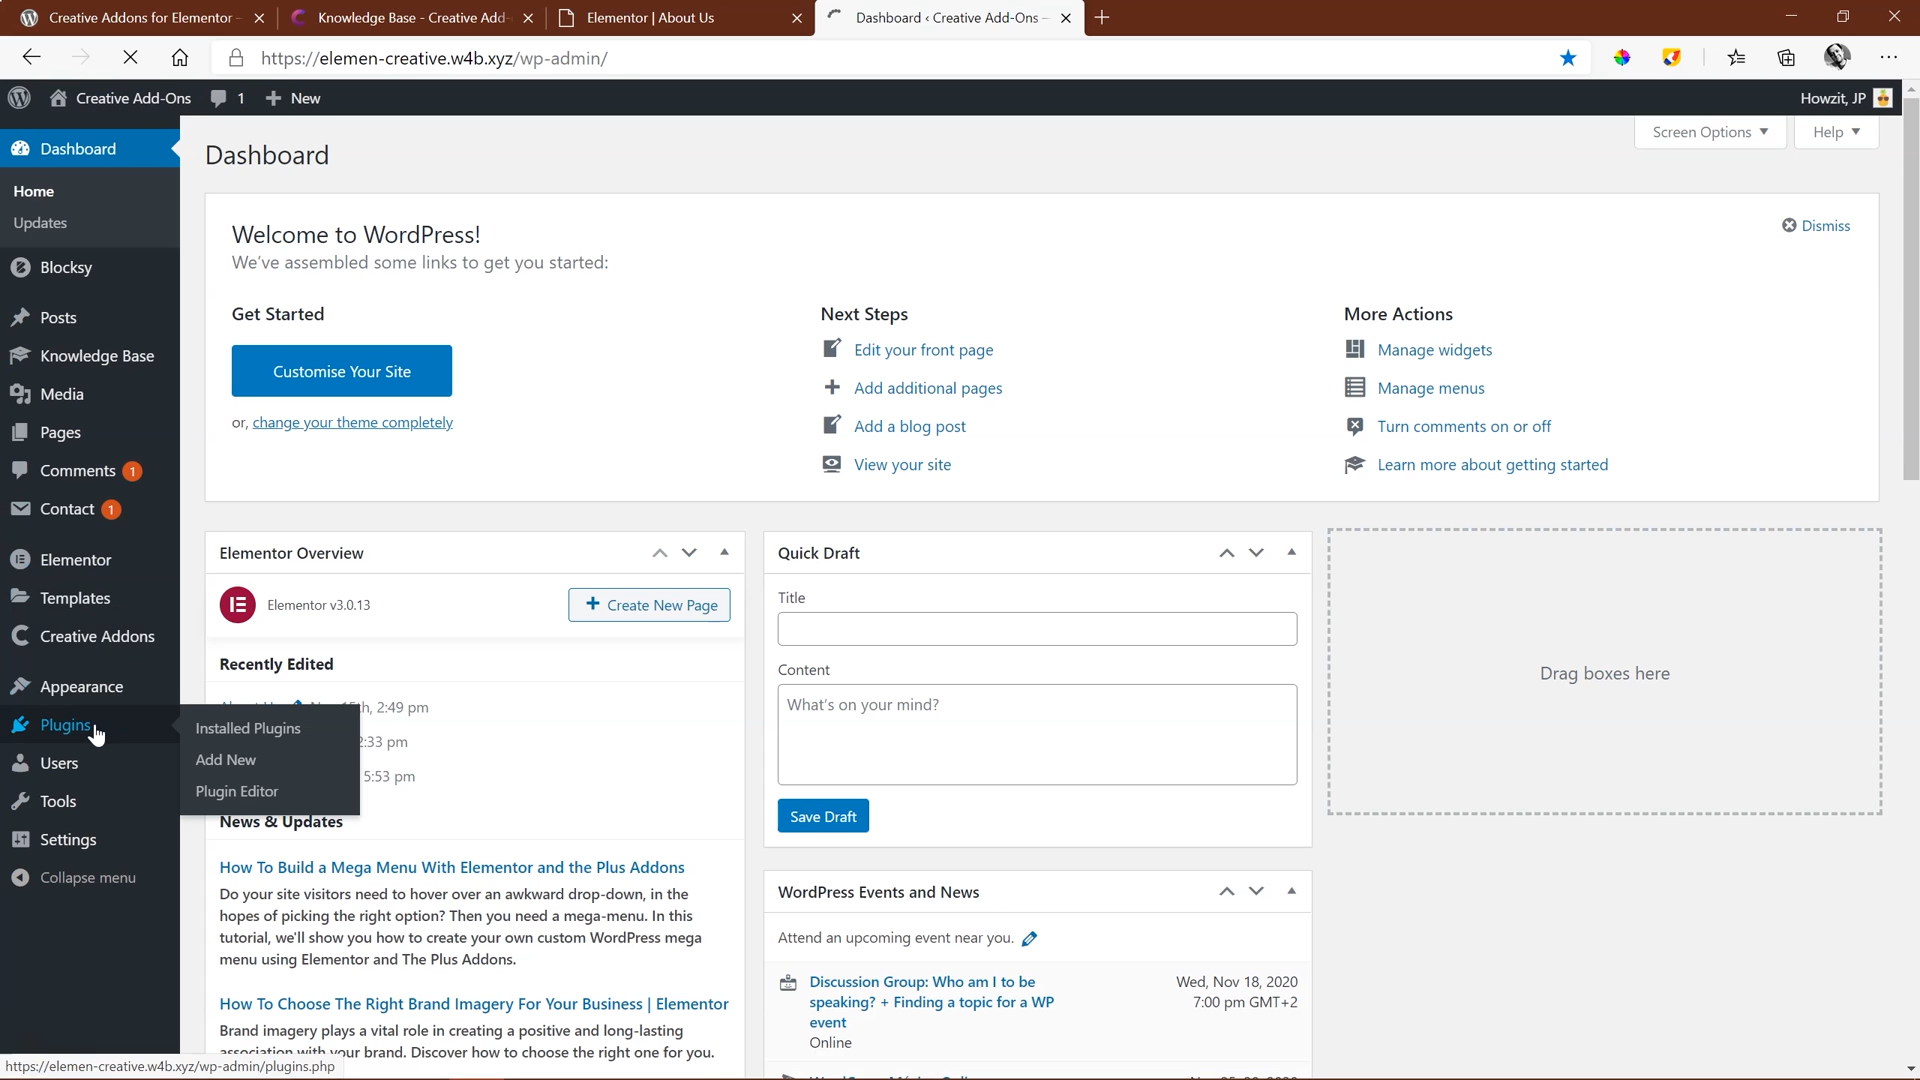 Creative Addons for Elementor -
Knowledge Base - Creative Add-
Elementor | About Us
Dashboard ‹ Creative Add-Ons —
https://elemen-creative.w4b.xyz/wp-admin/
Creative Add-Ons
1
New
Howzit, JP
Dashboard
Home
Updates
Blocksy
Posts
Knowledge Base
Media
Pages
Comments 1
Contact 1
Elementor
Templates
Creative Addons
Appearance
Plugins
Users
Tools
Settings
Collapse menu
Installed Plugins
Add New
Plugin Editor
Screen Options
Help
Dashboard
Welcome to WordPress!
We've assembled some links to get you started:
Dismiss
Get Started
Customise Your Site
or, change your theme completely
Next Steps
Edit your front page
Add additional pages
Add a blog post
View your site
More Actions
Manage widgets
Manage menus
Turn comments on or off
Learn more about getting started
Elementor Overview
Elementor v3.0.13
Create New Page
Recently Edited
th, 2:49 pm
2:33 pm
5:53 pm
News & Updates
How To Build a Mega Menu With Elementor and the Plus Addons
Do your site visitors need to hover over an awkward drop-down, in the
hopes of picking the right option? Then you need a mega-menu. In this
tutorial, we'll show you how to create your own custom WordPress mega
menu using Elementor and The Plus Addons.
How To Choose The Right Brand Imagery For Your Business | Elementor
Brand imagery plays a vital role in creating a positive and long-lasting
association with your brand. Discover how to choose the right one for you.
Quick Draft
Title
Content
What's on your mind?
Save Draft
WordPress Events and News
Attend an upcoming event near you.
Discussion Group: Who am I to be
speaking? + Finding a topic for a WP
event
Online
Wed, Nov 18, 2020
7:00 pm GMT+2
Drag boxes here
https://elemen-creative.w4b.xyz/wp-admin/plugins.php